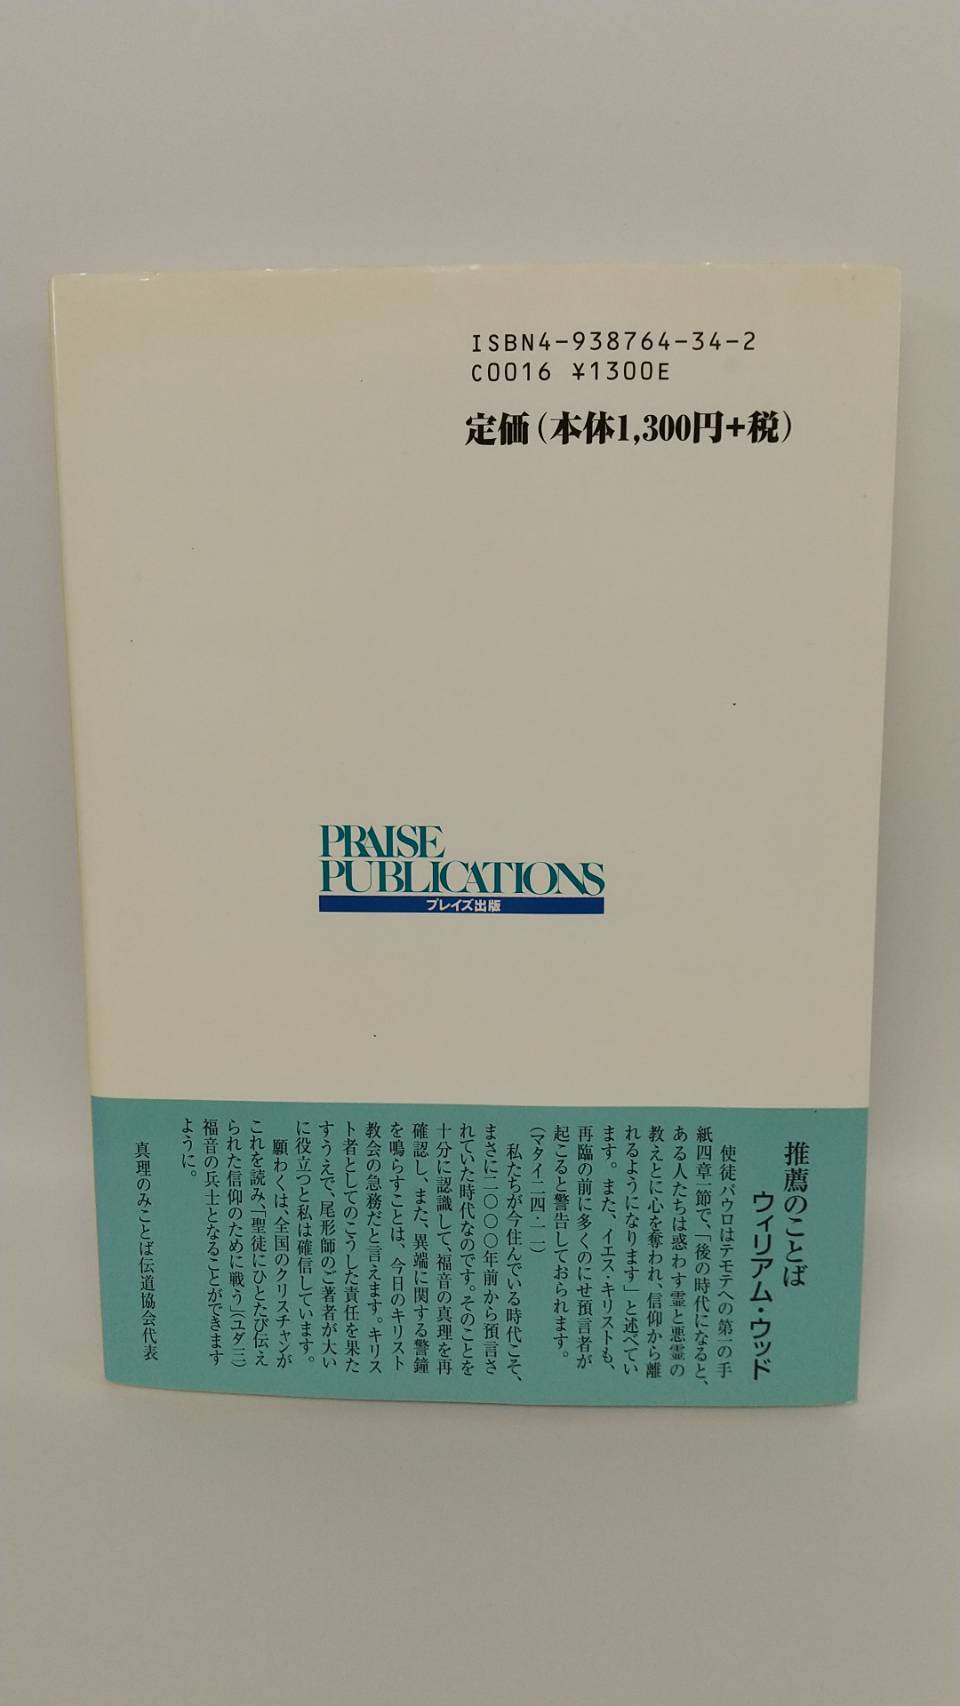 ISBN4-938764-34-2
C0016 ¥1300E
定価(本体1,300円+税)
PRAISE
PUBLICATIONS
プレイズ出版
推薦のことば
ウィリアム・ウッド
使徒パウロはテモテへの第一の手
紙四章一節で、「後の時代になると、
ある人たちは惑わす霊と悪霊の
教えとに心を奪われ、信仰から離
れるようになります」と述べてい
ます。また、イエス・キリストも、
再臨の前に多くのにせ預言者が
起こると警告しておられます。
(マタイ二四・一一)
私たちが今住んでいる時代こそ、
まさに二〇〇〇年前から預言さ
れていた時代なのです。そのことを
十分に認識して、福音の真理を再
確認し、また、異端に関する警鐘
を鳴らすことは、今日のキリスト
教会の急務だと言えます。キリス
ト者としてのこうした責任を果た
すうえで、尾形師のご著者が大い
に役立つと私は確信しています。
願わくは、全国のクリスチャンが
これを読み、「聖徒にひとたび伝え
られた信仰のために戦う」(ユダ三)
福音の兵士となることができます
ように。
真理のみことば伝道協会代表